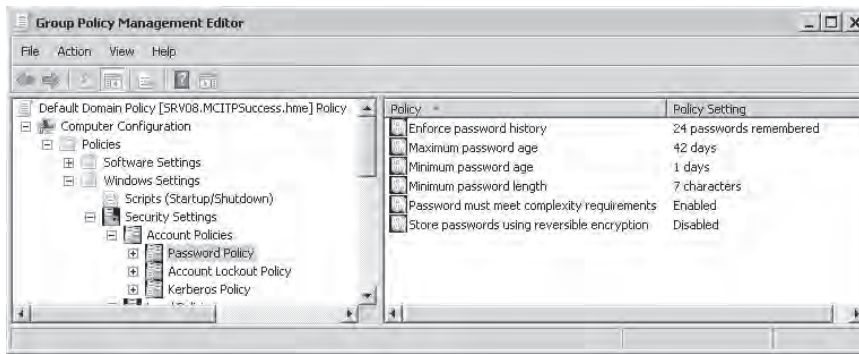 Group Policy Management Editor
File Action View Help
Default Domain Policy [SRV08.MCITPSuccess.hme] Policy
Computer Configuration
Policies
Software Settings
Windows Settings
Scripts (Startup/Shutdown)
Security Settings
Account Policies
Password Policy
Account Lockout Policy
Kerberos Policy
Policy Policy Setting
Enforce password history 24 passwords remembered
Maximum password age 42 days
Minimum password age 1 days
Minimum password length 7 characters
Password must meet complexity requirements Enabled
Store passwords using reversible encryption Disabled